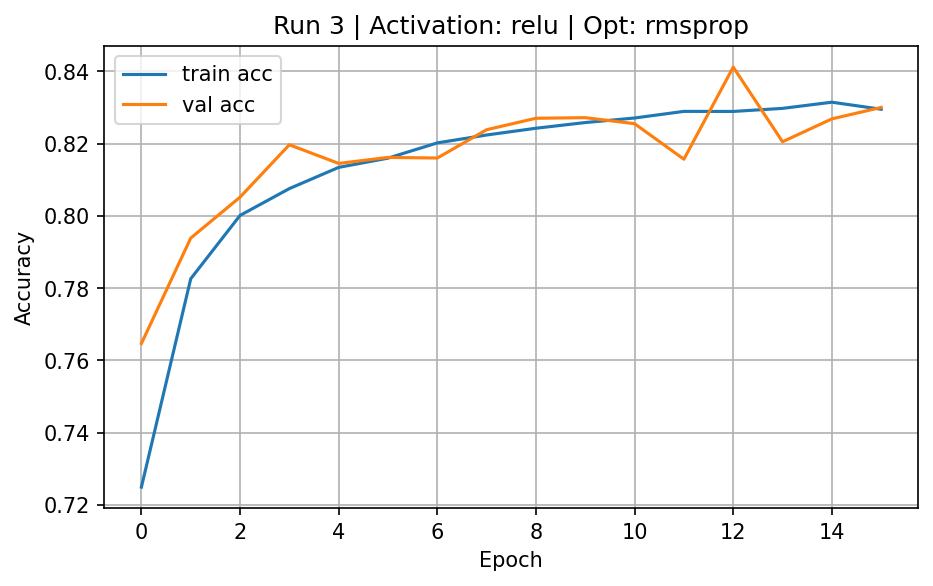 Run 3 | Activation: relu | Opt: rmsprop
train acc
val acc
Accuracy
0.84
0.82
0.80
0.78
0.76
0.74
0.72
0 2 4 6 8 10 12 14
Epoch